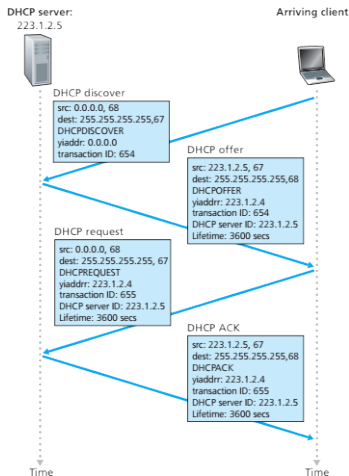 DHCP server:
223.1.2.5
Arriving client
DHCP discover
src: 0.0.0.0, 68
dest: 255.255.255.255,67
DHCPDISCOVER
yiaddr: 0.0.0.0
transaction ID: 654
DHCP offer
src: 223.1.2.5, 67
dest: 255.255.255.255,68
DHCPOFFER
yiaddr: 223.1.2.4
transaction ID: 654
DHCP server ID: 223.1.2.5
Lifetime: 3600 secs
DHCP request
src: 0.0.0.0, 68
dest: 255.255.255.255, 67
DHCPREQUEST
yiaddr: 223.1.2.4
transaction ID: 655
DHCP server ID: 223.1.2.5
Lifetime: 3600 secs
DHCP ACK
src: 223.1.2.5, 67
dest: 255.255.255.255,68
DHCPACK
yiaddr: 223.1.2.4
transaction ID: 655
DHCP server ID: 223.1.2.5
Lifetime: 3600 secs
Time
Time